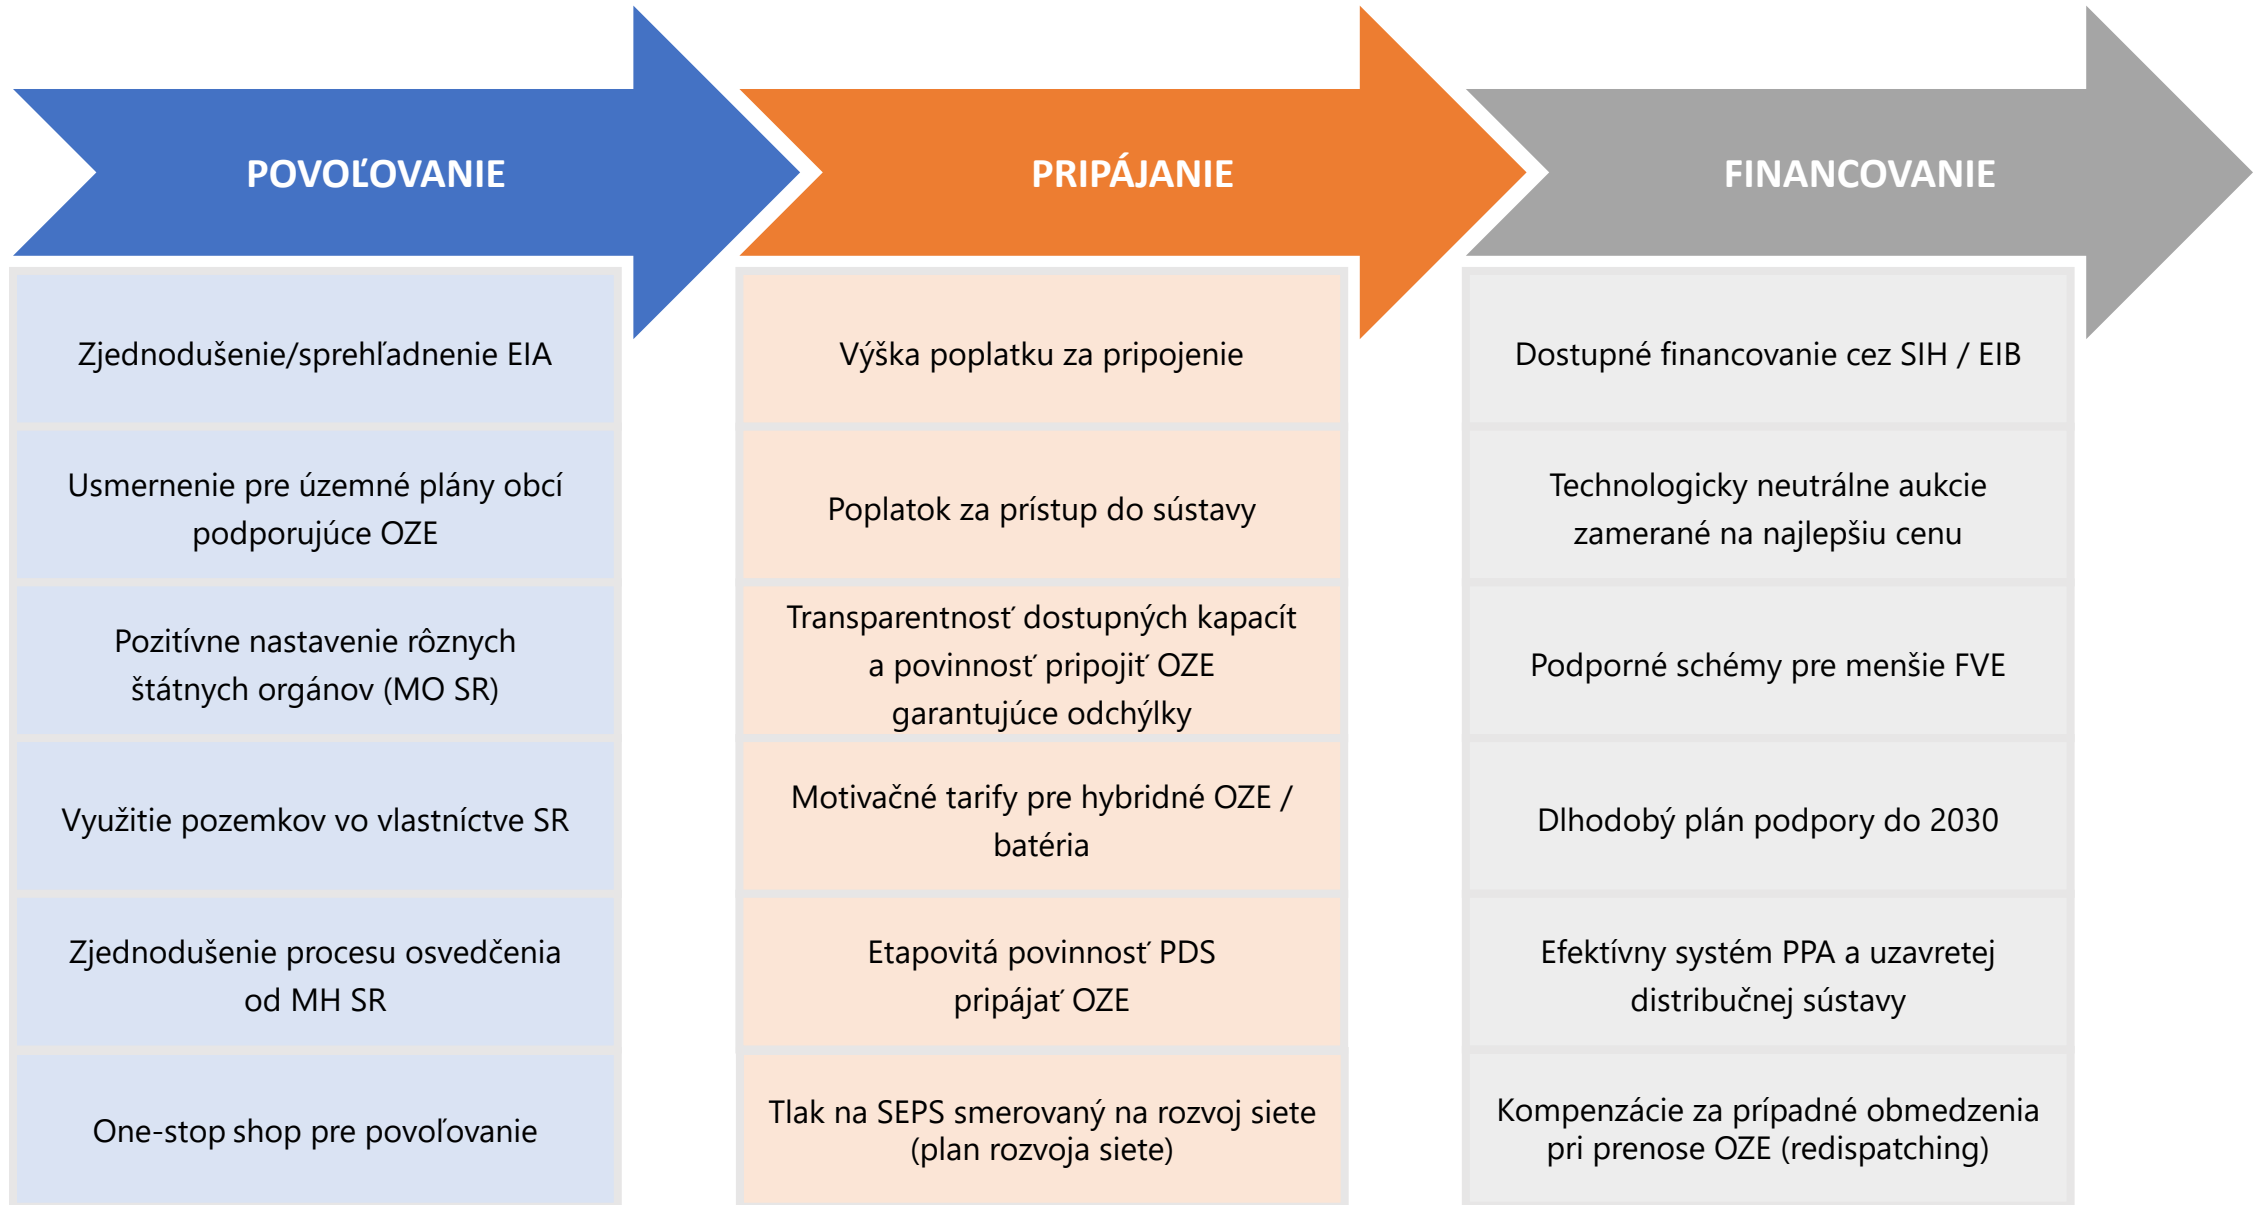 POVOĽOVANIE
Zjednodušenie/sprehľadnenie EIA
Usmernenie pre územné plány obcí
podporujúce OZE
Pozitívne nastavenie rôznych
štátnych orgánov (MO SR)
Využitie pozemkov vo vlastníctve SR
Zjednodušenie procesu osvedčenia
od MH SR
One-stop shop pre povoľovanie
PRIPÁJANIE
Výška poplatku za pripojenie
Poplatok za prístup do sústavy
Transparentnosť dostupných kapacít
a povinnosť pripojiť OZE
garantujúce odchýlky
Motivačné tarify pre hybridné OZE /
batéria
Etapovitá povinnosť PDS
pripájať OZE
Tlak na SEPS smerovaný na rozvoj siete
(plan rozvoja siete)
FINANCOVANIE
Dostupné financovanie cez SIH / EIB
Technologicky neutrálne aukcie
zamerané na najlepšiu cenu
Podporné schémy pre menšie FVE
Dlhodobý plán podpory do 2030
Efektívny systém PPA a uzavretej
distribučnej sústavy
Kompenzácie za prípadné obmedzenia
pri prenose OZE (redispatching)